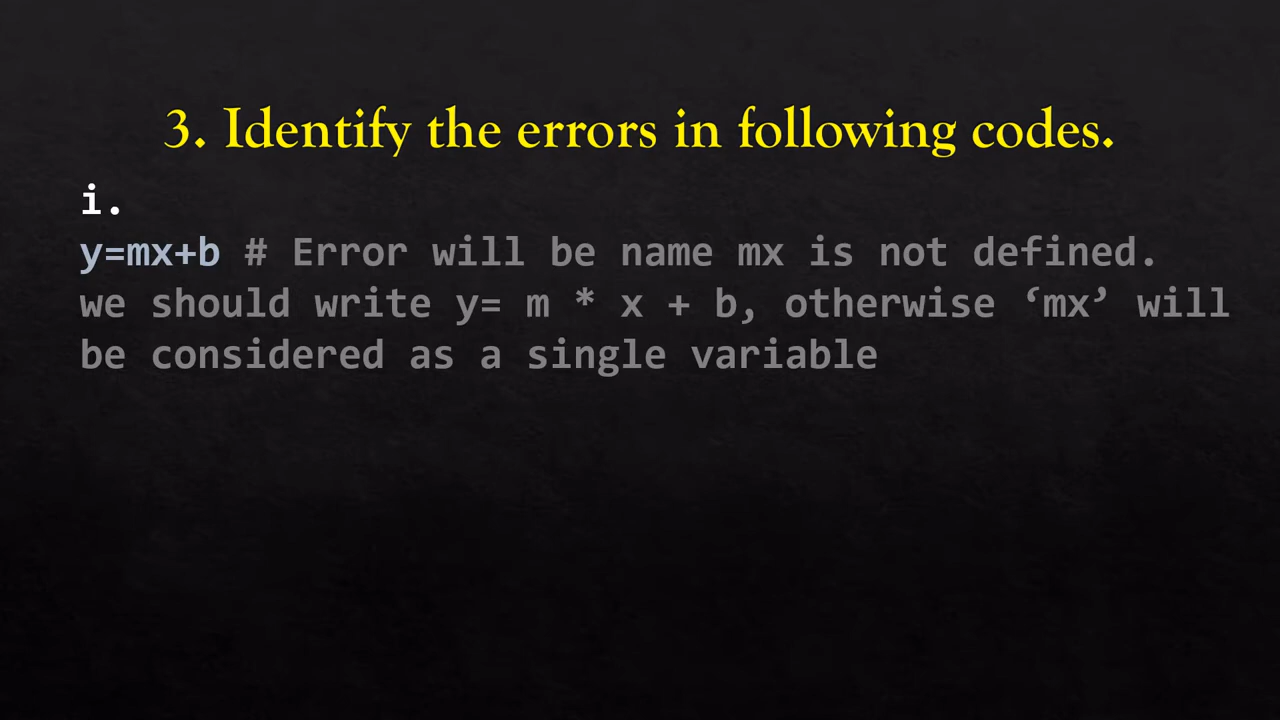 3. Identify the errors in following codes.
i.
y=mx+b # Error will be name mx is not defined.
we should write y= m * x + b, otherwise ‘mx’ will
be considered as a single variable